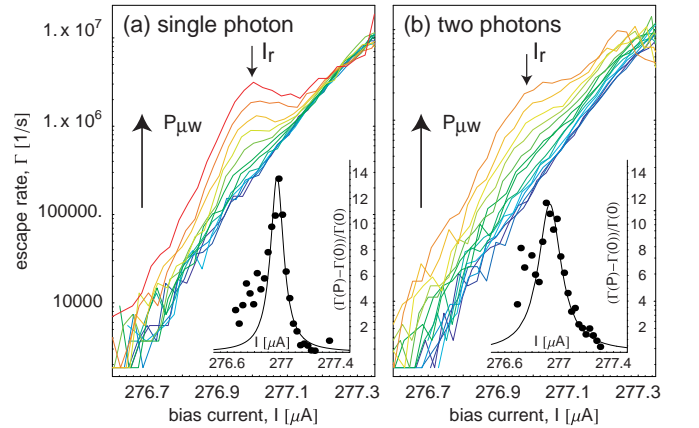 (a) single photon
(b) two photons
I_r
I_r
P_μw
P_μw
escape rate, Γ [1/s]
1. x 10^7
1. x 10^6
100000.
10000
14
12
10
8
6
4
2
(Γ(P)−Γ(0))/Γ(0)
276.6
277
277.4
I [μA]
14
12
10
8
6
4
2
(Γ(P)−Γ(0))/Γ(0)
276.6
277
277.4
I [μA]
276.7
276.9
277.1
276.7
276.9
277.1
277.3
bias current, I [μA]
bias current, I [μA]